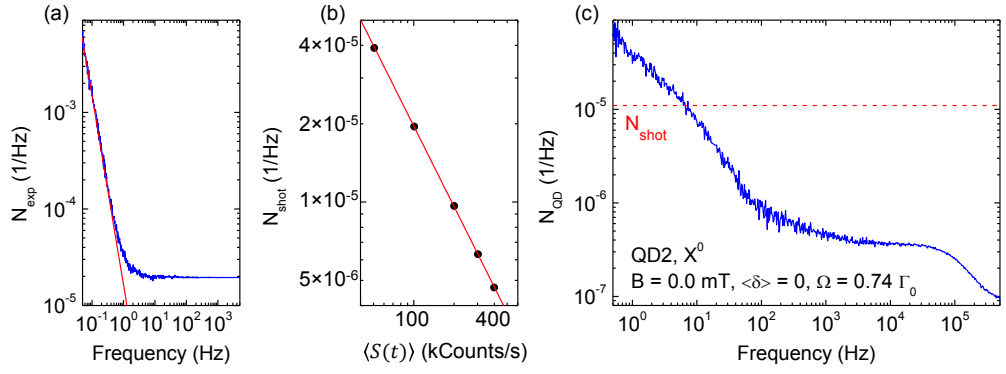 (a)
N_exp (1/Hz)
10^-3
10^-4
10^-5
10^-1 10^0 10^1 10^2 10^3
Frequency (Hz)
(b)
N_shot (1/Hz)
4×10^-5
2×10^-5
1×10^-5
5×10^-6
100 400
⟨S(t)⟩ (kCounts/s)
(c)
N_QD (1/Hz)
10^-5
10^-6
10^-7
N_shot
QD2, X^0
B = 0.0 mT, <δ> = 0, Ω = 0.74 Γ_0
10^0 10^1 10^2 10^3 10^4 10^5
Frequency (Hz)